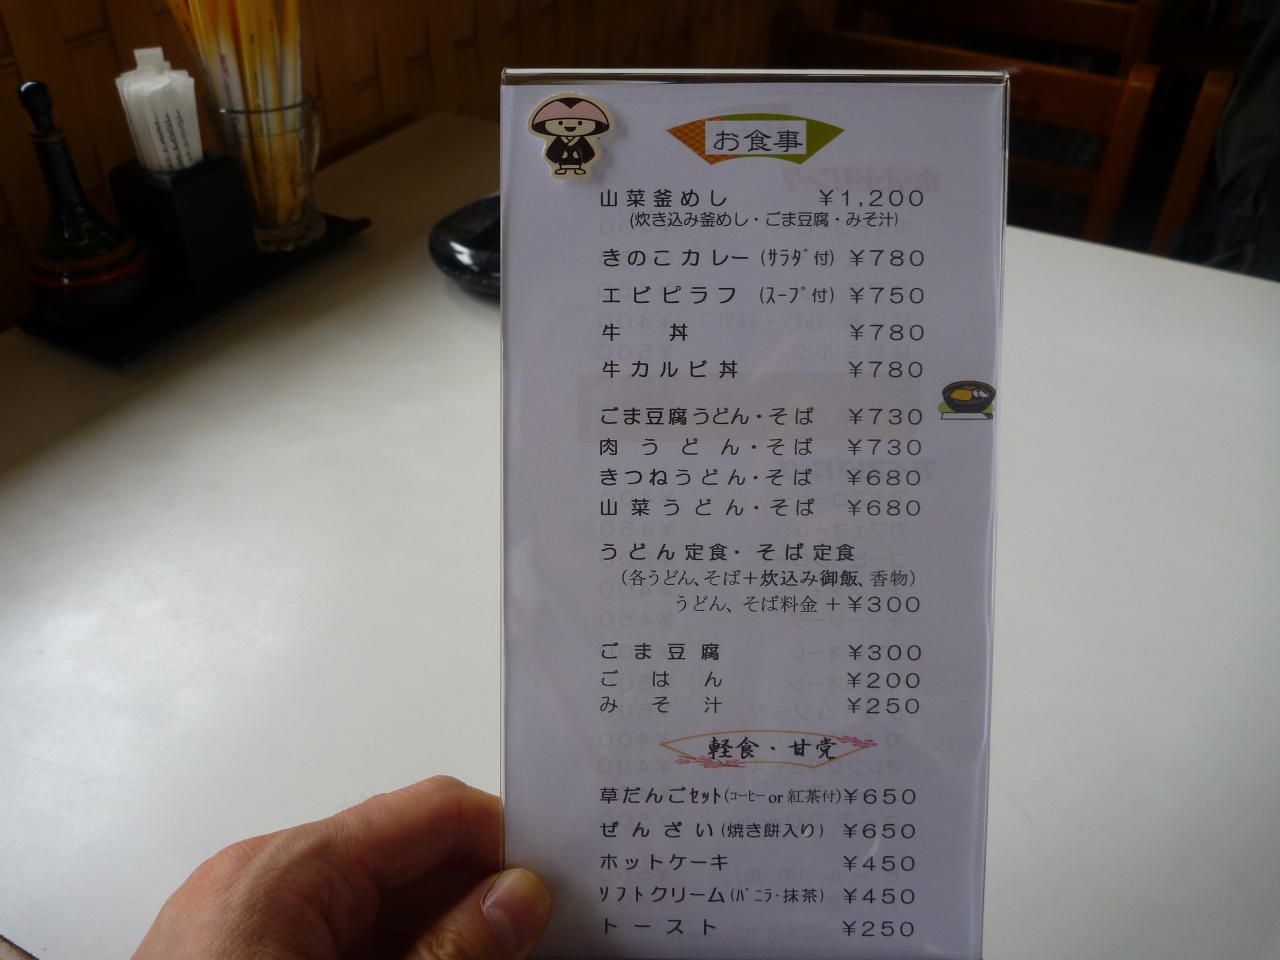 お食事
山菜釜めし ¥1,200
(炊き込み釜めし・ごま豆腐・みそ汁)
きのこカレー (ｻﾗﾀﾞ付) ¥780
エビピラフ (ｽｰﾌﾟ付) ¥750
牛丼 ¥780
牛カルビ丼 ¥780
ごま豆腐うどん・そば ¥730
肉うどん・そば ¥730
きつねうどん・そば ¥680
山菜うどん・そば ¥680
うどん定食・そば定食
(各うどん、そば＋炊込み御飯、香物)
うどん、そば料金＋¥300
ごま豆腐 ¥300
ごはん ¥200
みそ汁 ¥250
軽食・甘党
草だんごｾｯﾄ(ｺｰﾋｰ or 紅茶付) ¥650
ぜんざい (焼き餅入り) ¥650
ホットケーキ ¥450
ｿﾌﾄクリーム (ﾊﾞﾆﾗ・抹茶) ¥450
トースト ¥250